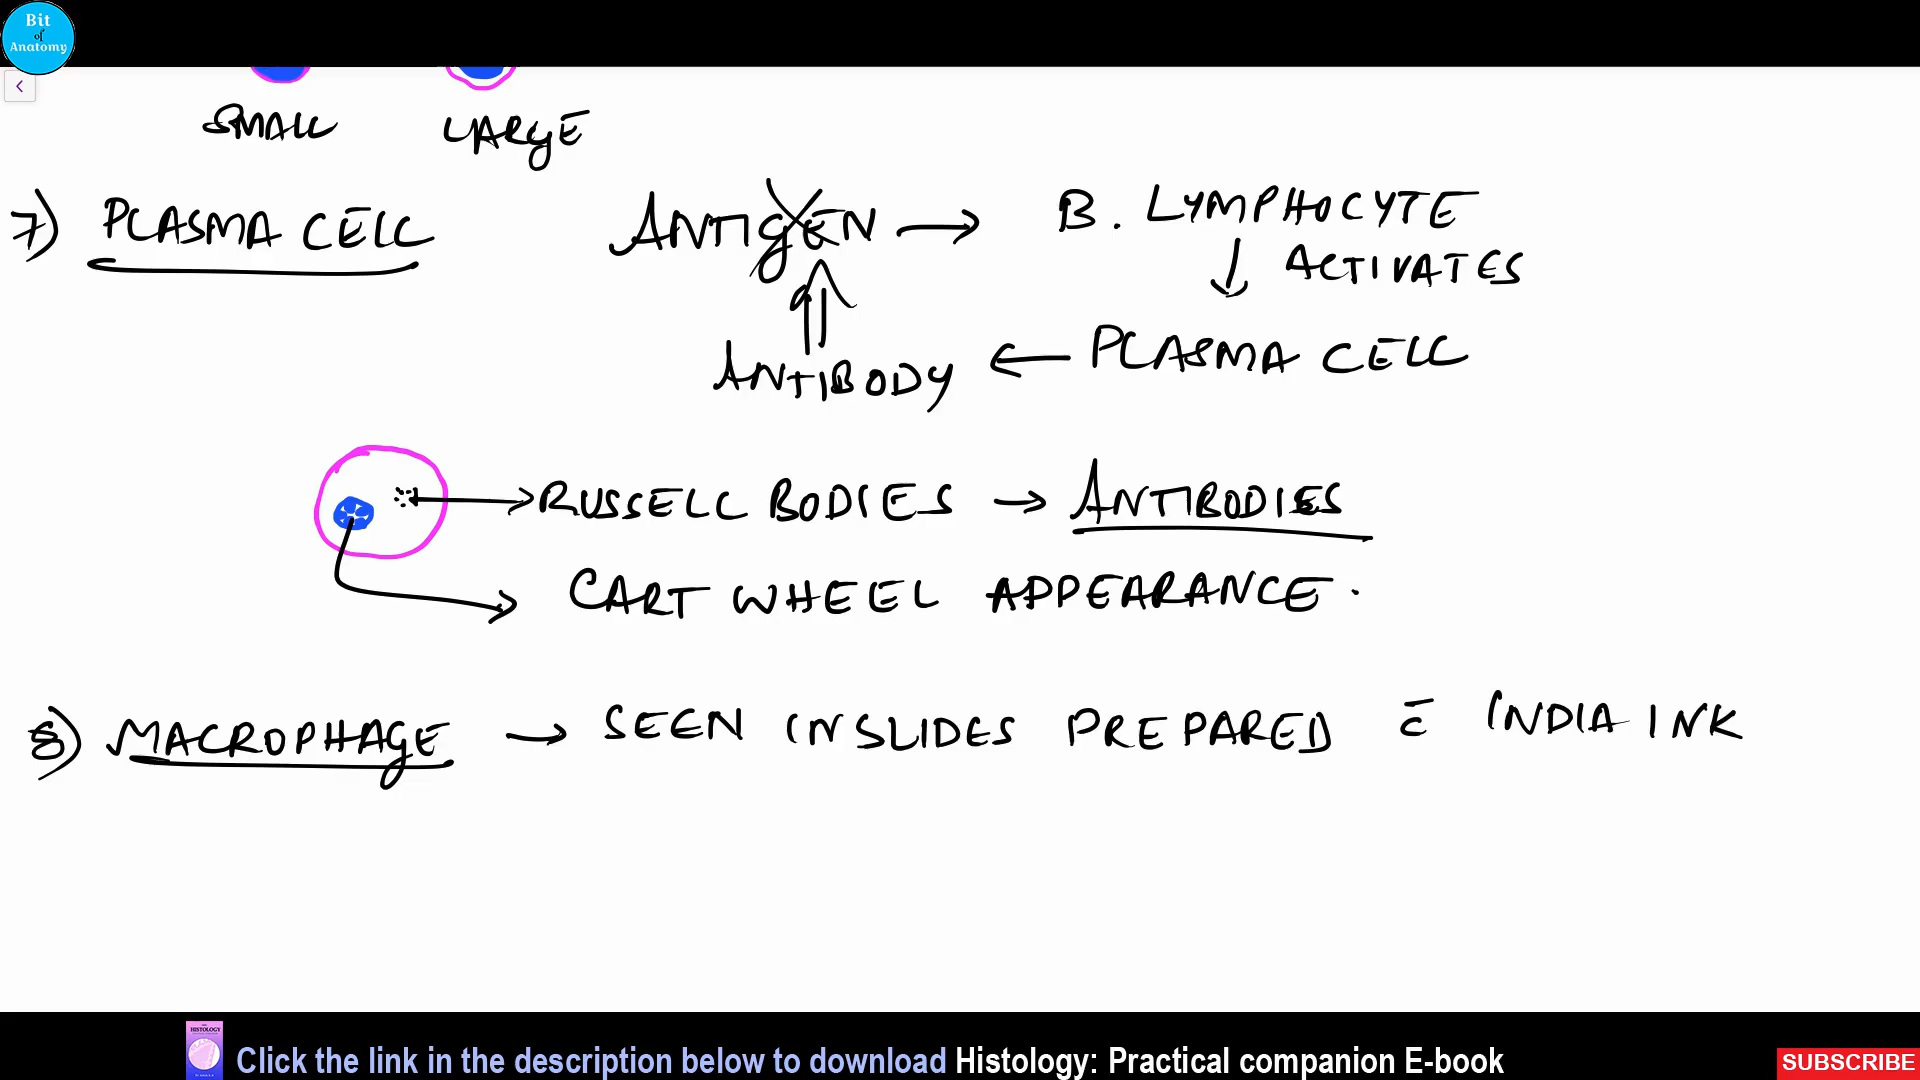 Bit
of
Anatomy
SMALL LARGE
7) PLASMA CELL ANTIGEN → B. LYMPHOCYTE
↓ ACTIVATES
ANTIBODY ← PLASMA CELL
RUSSELL BODIES → ANTIBODIES
CART WHEEL APPEARANCE.
8) MACROPHAGE → SEEN IN SLIDES PREPARED c̄ INDIA INK
HISTOLOGY
Click the link in the description below to download Histology: Practical companion E-book
SUBSCRIBE